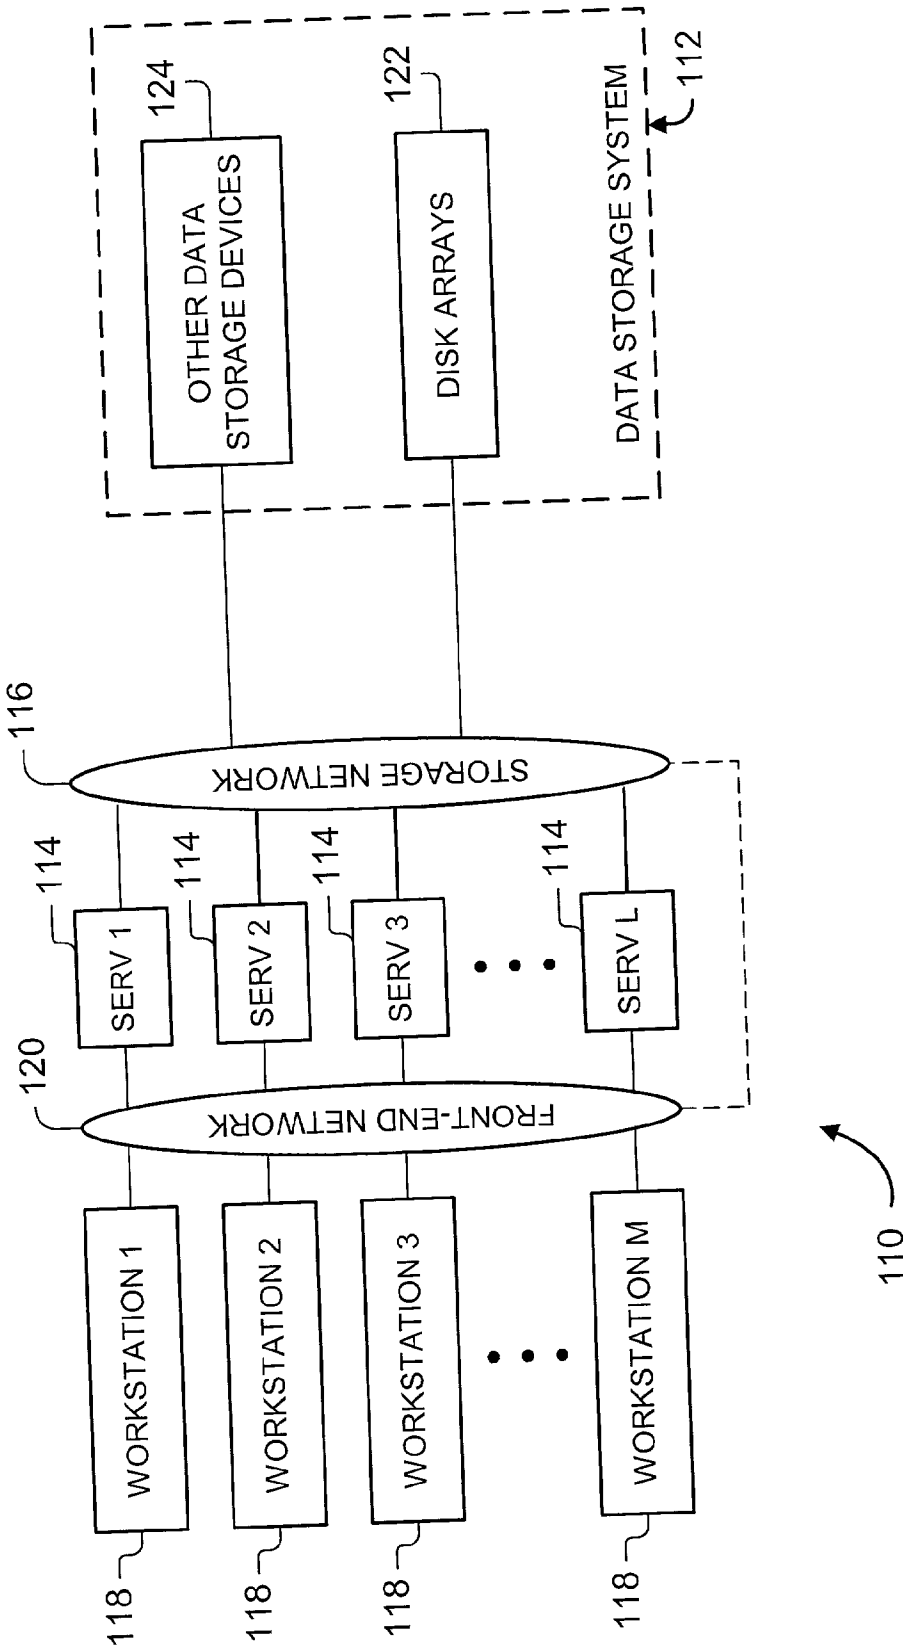 118
WORKSTATION 1
118
WORKSTATION 2
118
WORKSTATION 3
118
WORKSTATION M
120
FRONT-END NETWORK
114
SERV 1
114
SERV 2
114
SERV 3
114
SERV L
116
STORAGE NETWORK
124
OTHER DATA
STORAGE DEVICES
122
DISK ARRAYS
DATA STORAGE SYSTEM
112
110